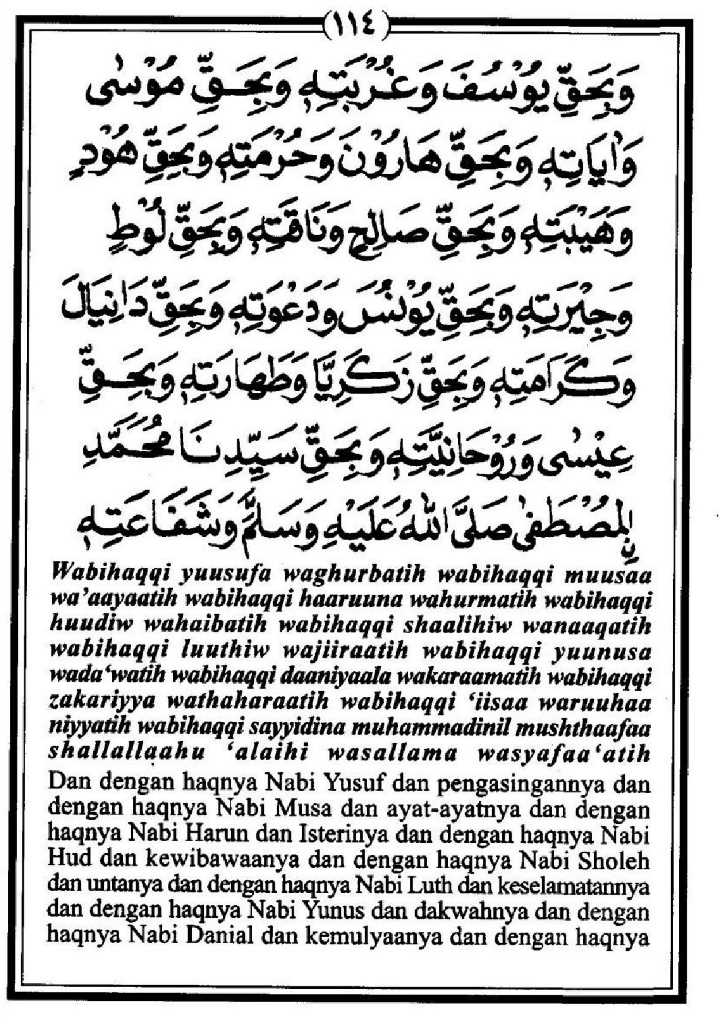 (١١٤)
وَبِحَقِّ يُوْسُفَ وَغُرْبَتِهِ وَبِحَقِّ مُوْسٰى
وَاٰيَاتِهِ وَبِحَقِّ هَارُوْنَ وَحُرْمَتِهِ وَبِحَقِّ هُوْدٍ
وَهَيْبَتِهِ وَبِحَقِّ صَالِحٍ وَنَاقَتِهِ وَبِحَقِّ لُوْطٍ
وَجِيْرَتِهِ وَبِحَقِّ يُوْنُسَ وَدَعْوَتِهِ وَبِحَقِّ دَانِيَالَ
وَكَرَامَتِهِ وَبِحَقِّ زَكَرِيَّا وَطَهَارَتِهِ وَبِحَقِّ
عِيْسٰى وَرُوْحَانِيَّتِهِ وَبِحَقِّ سَيِّدِنَا مُحَمَّدِ
نِ الْمُصْطَفٰى صَلَّى اللهُ عَلَيْهِ وَسَلَّمَ وَشَفَاعَتِهِ
Wabihaqqi yuusufa waghurbatih wabihaqqi muusaa
wa'aayaatih wabihaqqi haaruuna wahurmatih wabihaqqi
huudiw wahaibatih wabihaqqi shaalihiw wanaaqatih
wabihaqqi luuthiw wajiiraatih wabihaqqi yuunusa
wada'watih wabihaqqi daaniyaala wakaraamatih wabihaqqi
zakariyya wathaharaatih wabihaqqi 'iisaa waruuhaa
niyyatih wabihaqqi sayyidina muhammadinil mushthaafaa
shallallaahu 'alaihi wasallama wasyafaa'atih
Dan dengan haqnya Nabi Yusuf dan pengasingannya dan
dengan haqnya Nabi Musa dan ayat-ayatnya dan dengan
haqnya Nabi Harun dan Isterinya dan dengan haqnya Nabi
Hud dan kewibawaanya dan dengan haqnya Nabi Sholeh
dan untanya dan dengan haqnya Nabi Luth dan keselamatannya
dan dengan haqnya Nabi Yunus dan dakwahnya dan dengan
haqnya Nabi Danial dan kemulyaanya dan dengan haqnya